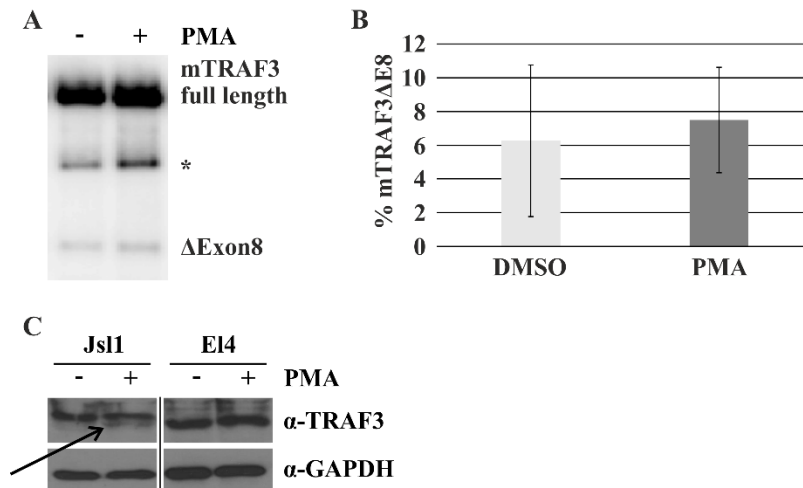 A
- + PMA
mTRAF3
full length
*
ΔExon8
B
% mTRAF3ΔE8
12
10
8
6
4
2
0
DMSO PMA
C
Jsl1 El4
- + - + PMA
α-TRAF3
α-GAPDH